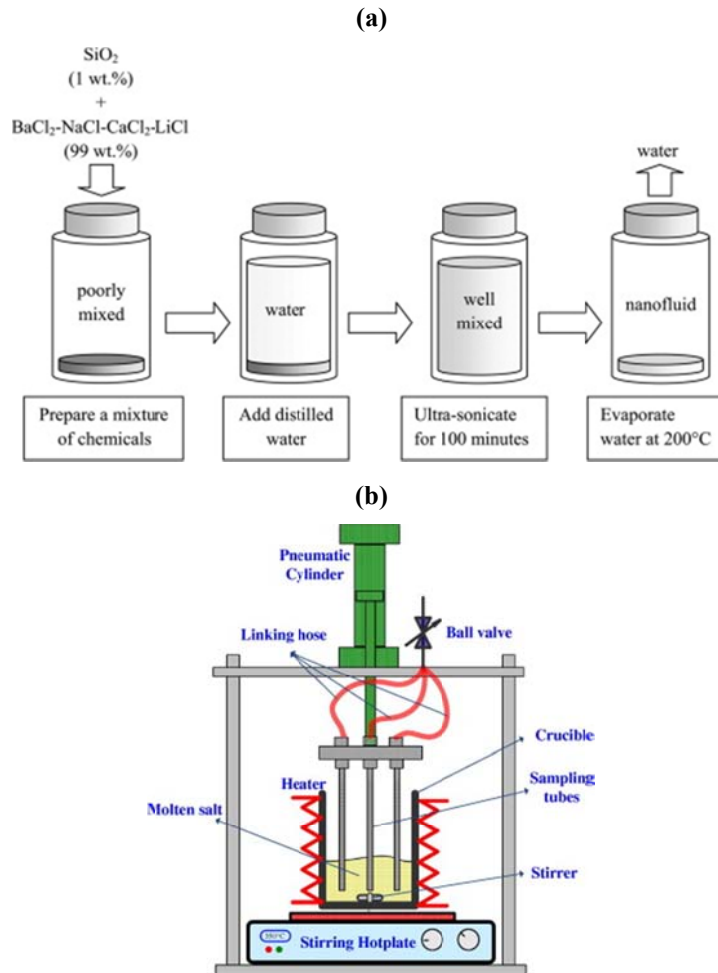 (a)
SiO₂
(1 wt.%)
+
BaCl₂-NaCl-CaCl₂-LiCl
(99 wt.%)
water
poorly
mixed
water
well
mixed
nanofluid
Prepare a mixture
of chemicals
Add distilled
water
Ultra-sonicate
for 100 minutes
Evaporate
water at 200°C
(b)
Pneumatic
Cylinder
Linking hose
Ball valve
Crucible
Heater
Sampling
tubes
Molten salt
Stirrer
Stirring Hotplate